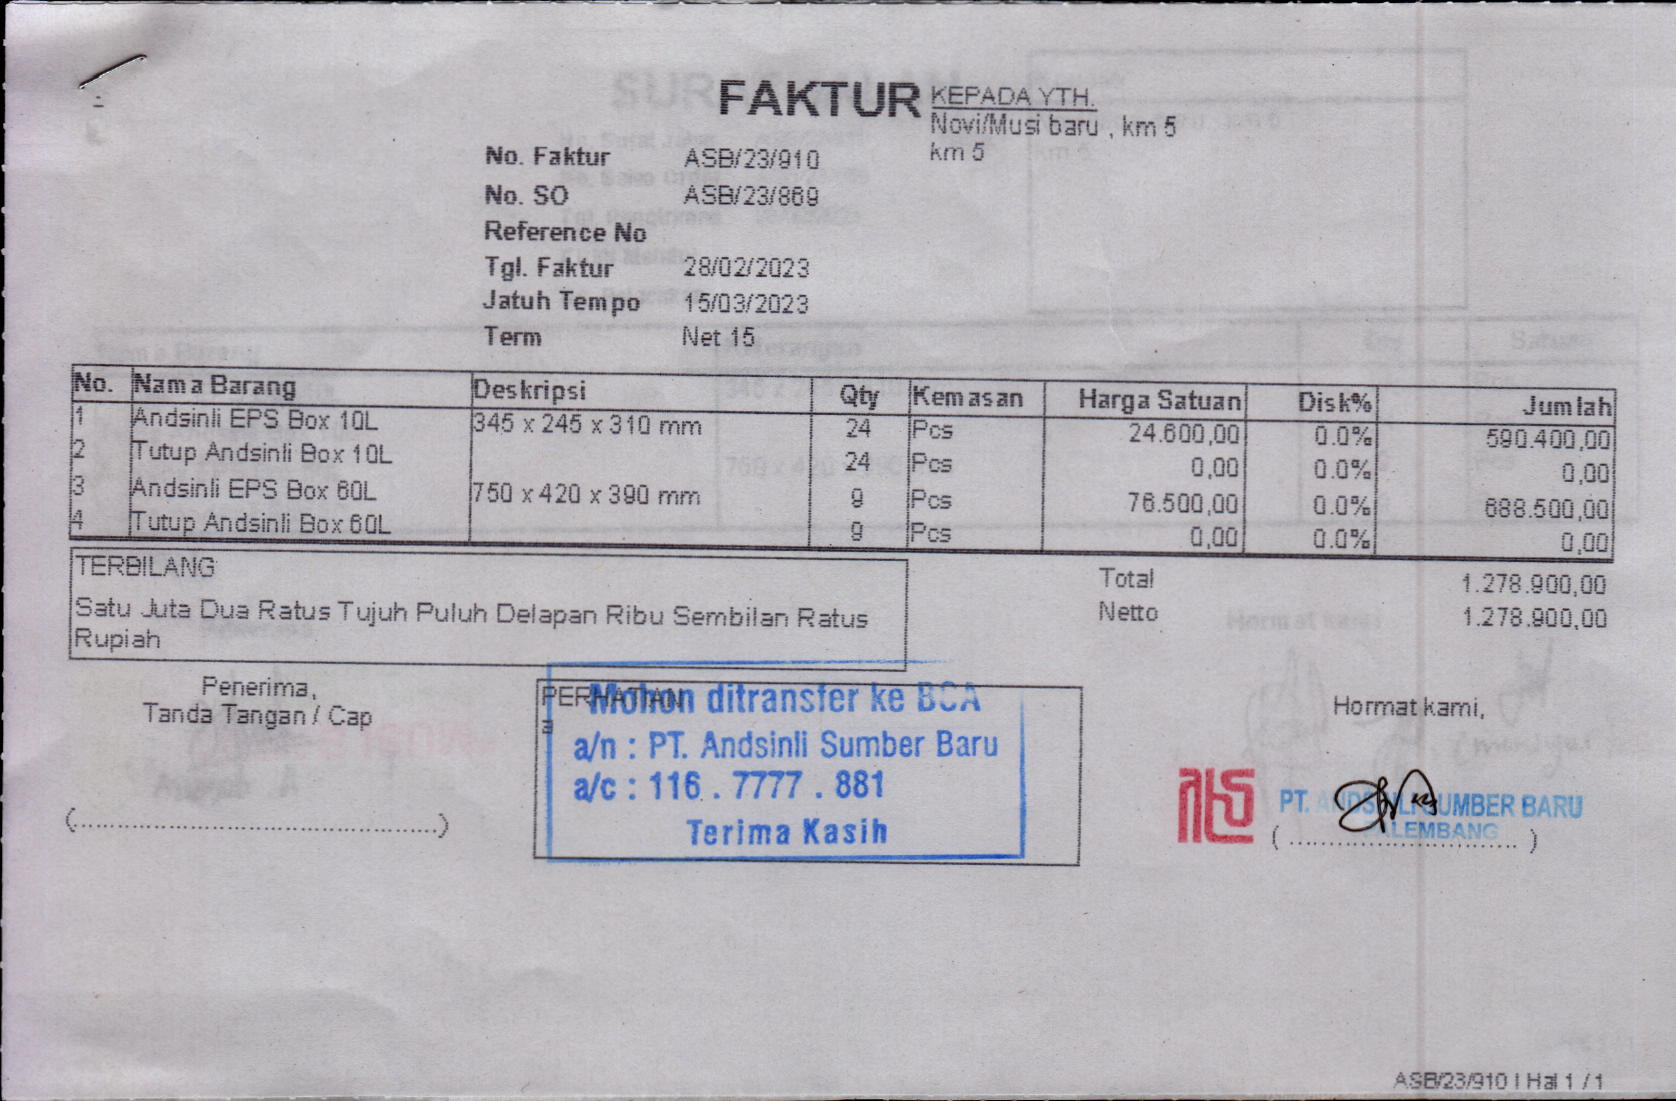 FAKTUR
KEPADA YTH.
Novi/Musi baru , km 5
km 5
No. Faktur ASB/23/910
No. SO ASB/23/869
Reference No
Tgl. Faktur 28/02/2023
Jatuh Tempo 15/03/2023
Term Net 15
No. Nama Barang Deskripsi Qty Kemasan Harga Satuan Disk% Jumlah
1 Andsinli EPS Box 10L 345 x 245 x 310 mm 24 Pcs 24.600,00 0.0% 590.400,00
2 Tutup Andsinli Box 10L 24 Pcs 0,00 0.0% 0,00
3 Andsinli EPS Box 60L 750 x 420 x 390 mm 9 Pcs 76.500,00 0.0% 688.500,00
4 Tutup Andsinli Box 60L 9 Pcs 0,00 0.0% 0,00
TERBILANG
Satu Juta Dua Ratus Tujuh Puluh Delapan Ribu Sembilan Ratus
Rupiah
Total 1.278.900,00
Netto 1.278.900,00
Penerima,
Tanda Tangan / Cap
(................................................)
PERHATIAN
a
Mohon ditransfer ke BCA
a/n : PT. Andsinli Sumber Baru
a/c : 116 . 7777 . 881
Terima Kasih
Hormat kami,
PT. ANDSINLI SUMBER BARU
PALEMBANG
( .............................. )
ASB/23/910 | Hal 1 / 1